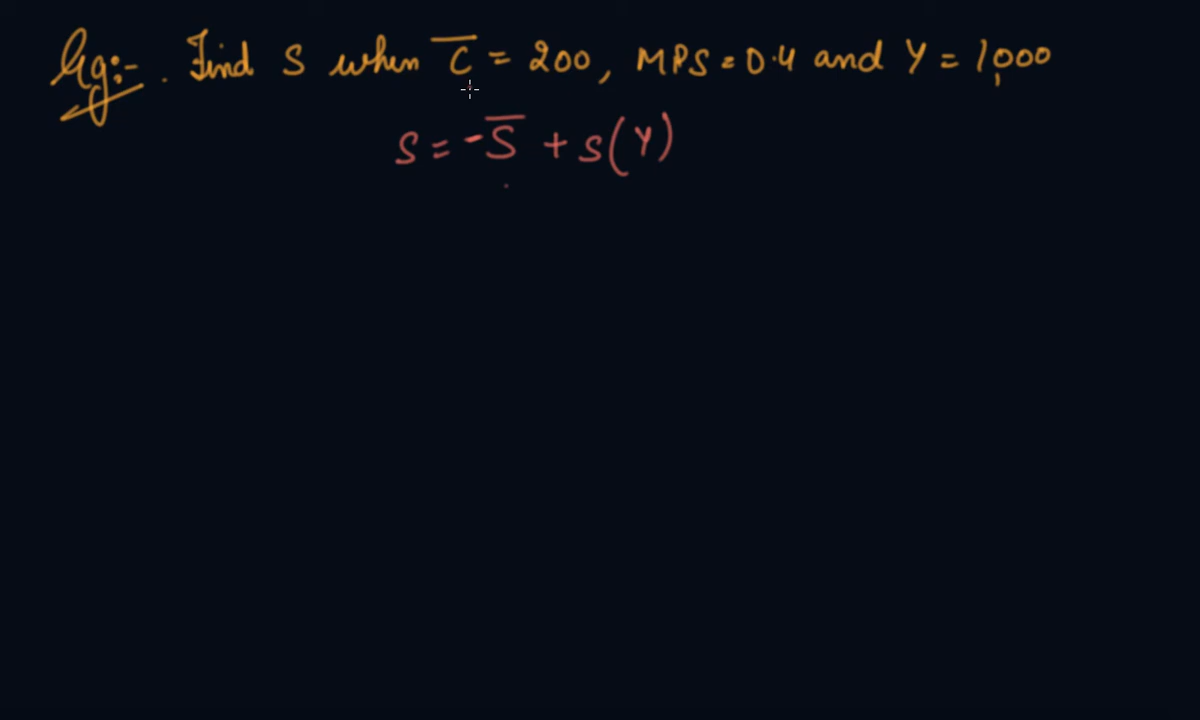 Eg:- . Find S when C̅ = 200, MPS = 0.4 and Y = 1,000
S = -S̅ + s(Y)